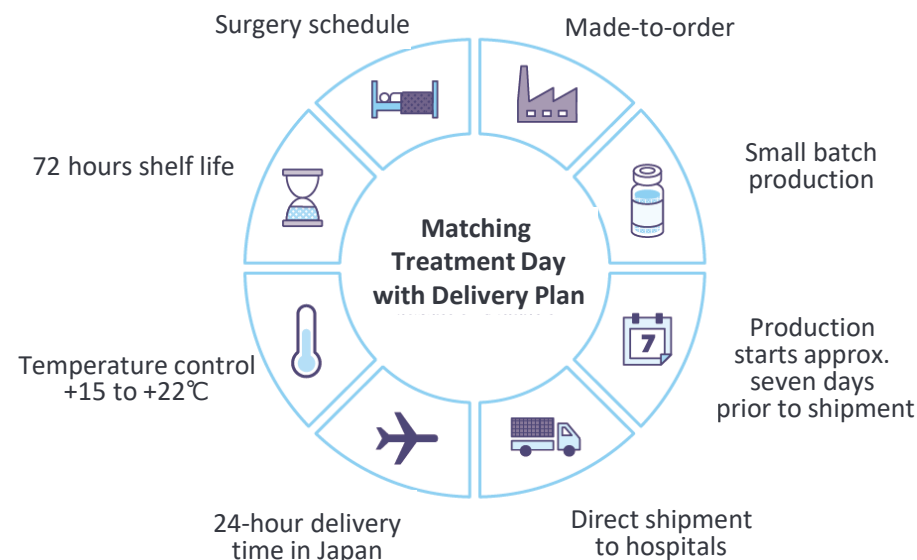 Surgery schedule
Made-to-order
72 hours shelf life
Small batch
production
Matching
Treatment Day
with Delivery Plan
7
Temperature control
+15 to +22℃
Production
starts approx.
seven days
prior to shipment
24-hour delivery
time in Japan
Direct shipment
to hospitals